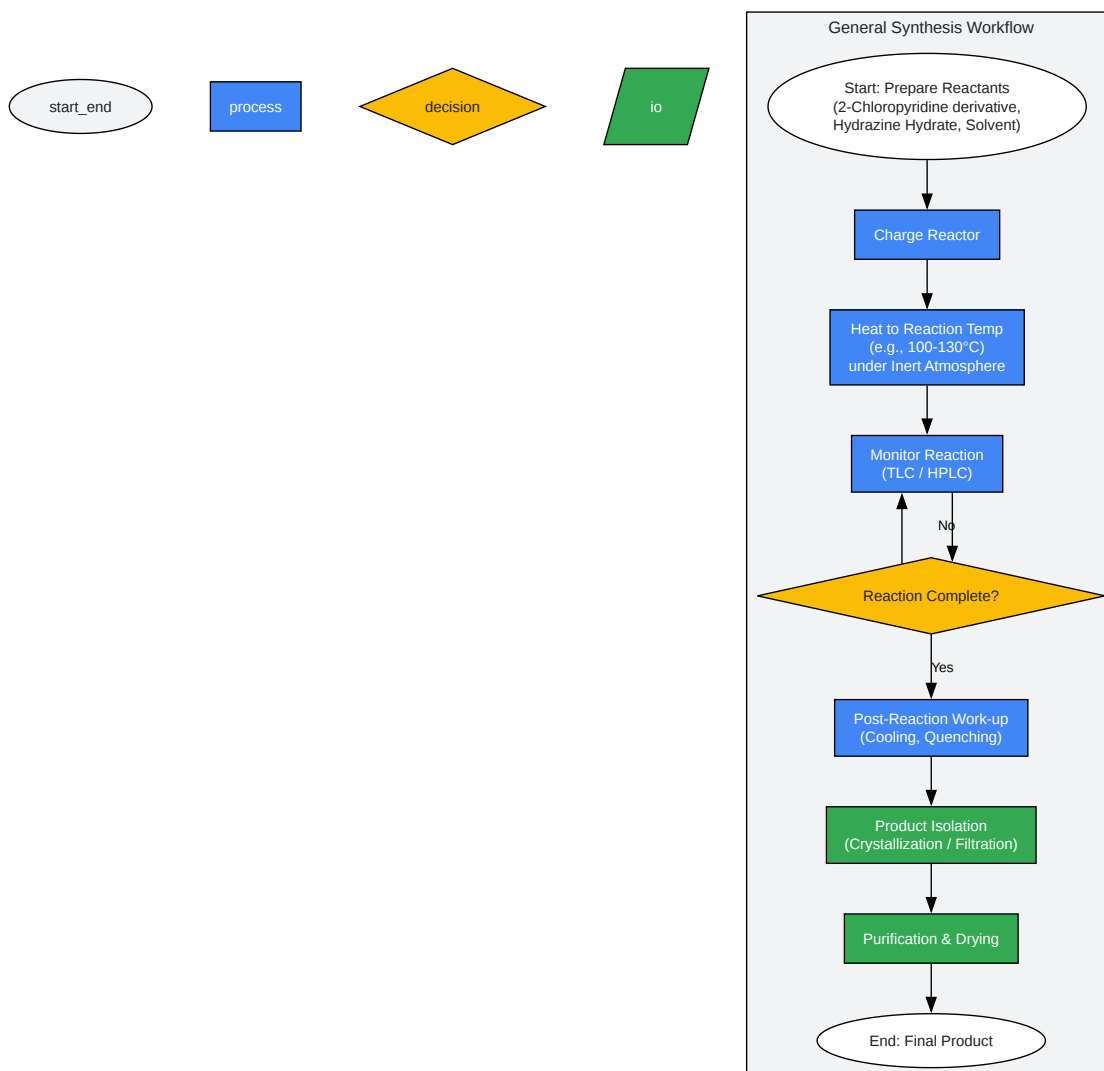 General Synthesis Workflow
start_end
process
decision
io
Start: Prepare Reactants
(2-Chloropyridine derivative,
Hydrazine Hydrate, Solvent)
Charge Reactor
Heat to Reaction Temp
(e.g., 100-130°C)
under Inert Atmosphere
Monitor Reaction
(TLC / HPLC)
No
Reaction Complete?
Yes
Post-Reaction Work-up
(Cooling, Quenching)
Product Isolation
(Crystallization / Filtration)
Purification & Drying
End: Final Product